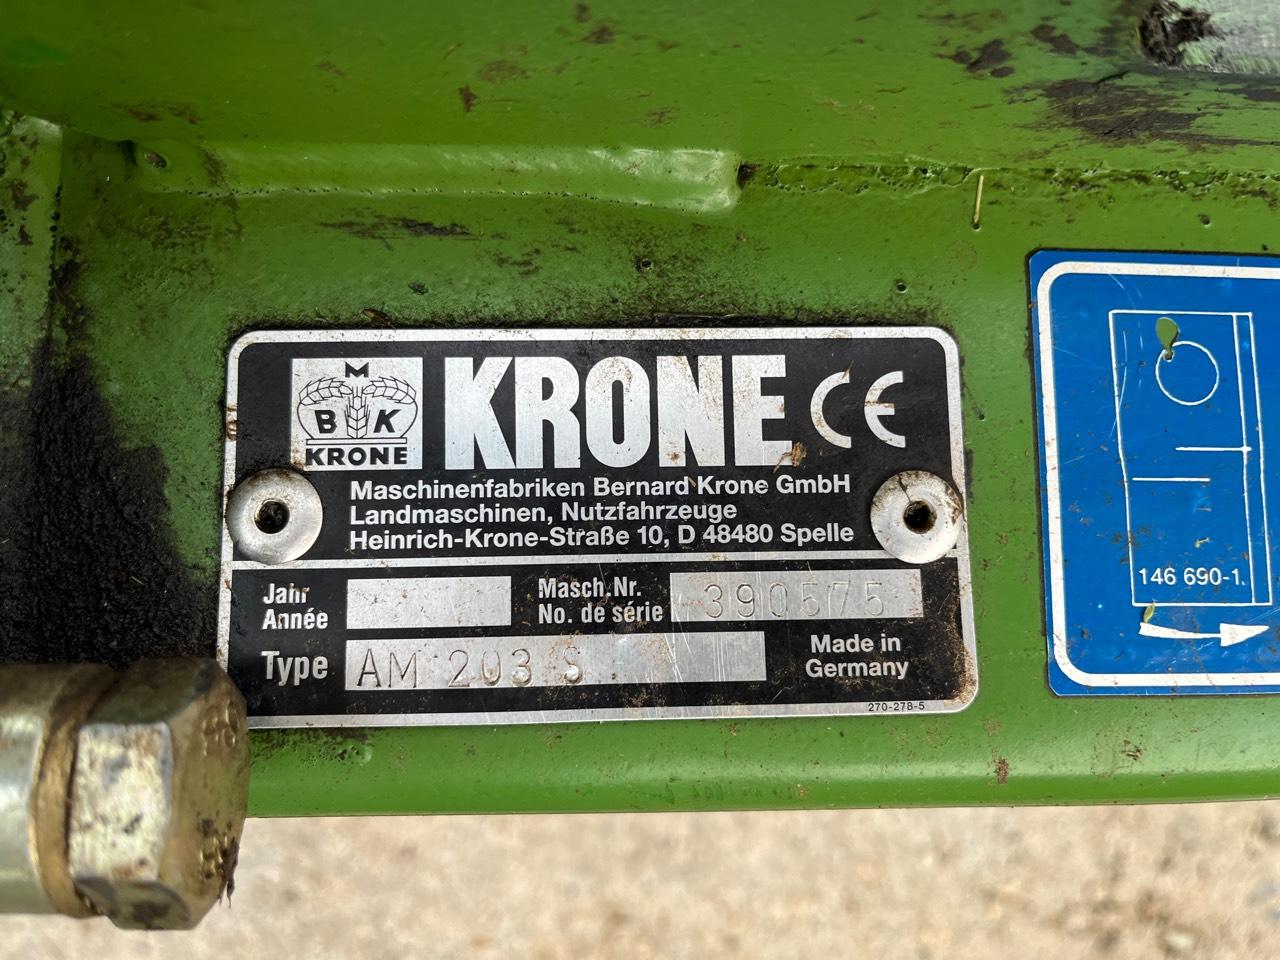 M
B K
KRONE
KRONE CE
Maschinenfabriken Bernard Krone GmbH
Landmaschinen, Nutzfahrzeuge
Heinrich-Krone-Straße 10, D 48480 Spelle
Jahr
Année
Masch. Nr.
No. de série
390575
Type AM 203 S
Made in
Germany
270-278-5
146 690-1.